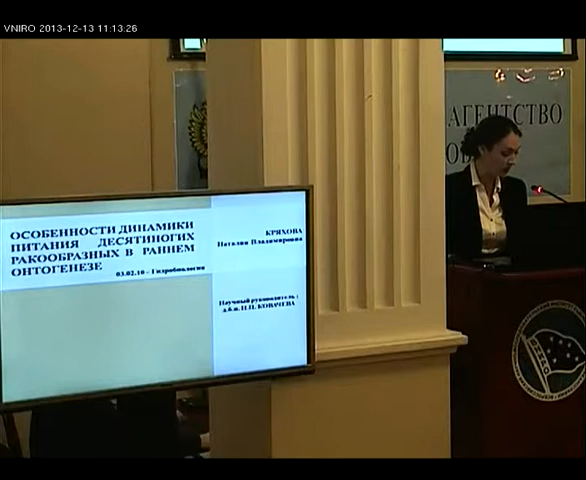 VNIRO 2013-12-13 11:13:26
АГЕНТСТВО
ОСОБЕННОСТИ ДИНАМИКИ
ПИТАНИЯ ДЕСЯТИНОГИХ
РАКООБРАЗНЫХ В РАННЕМ
ОНТОГЕНЕЗЕ
03.02.10 – Гидробиология
КРЯХОВА
Наталия Владимировна
Научный руководитель:
д.б.н. Н.П. КОВАЧЕВА